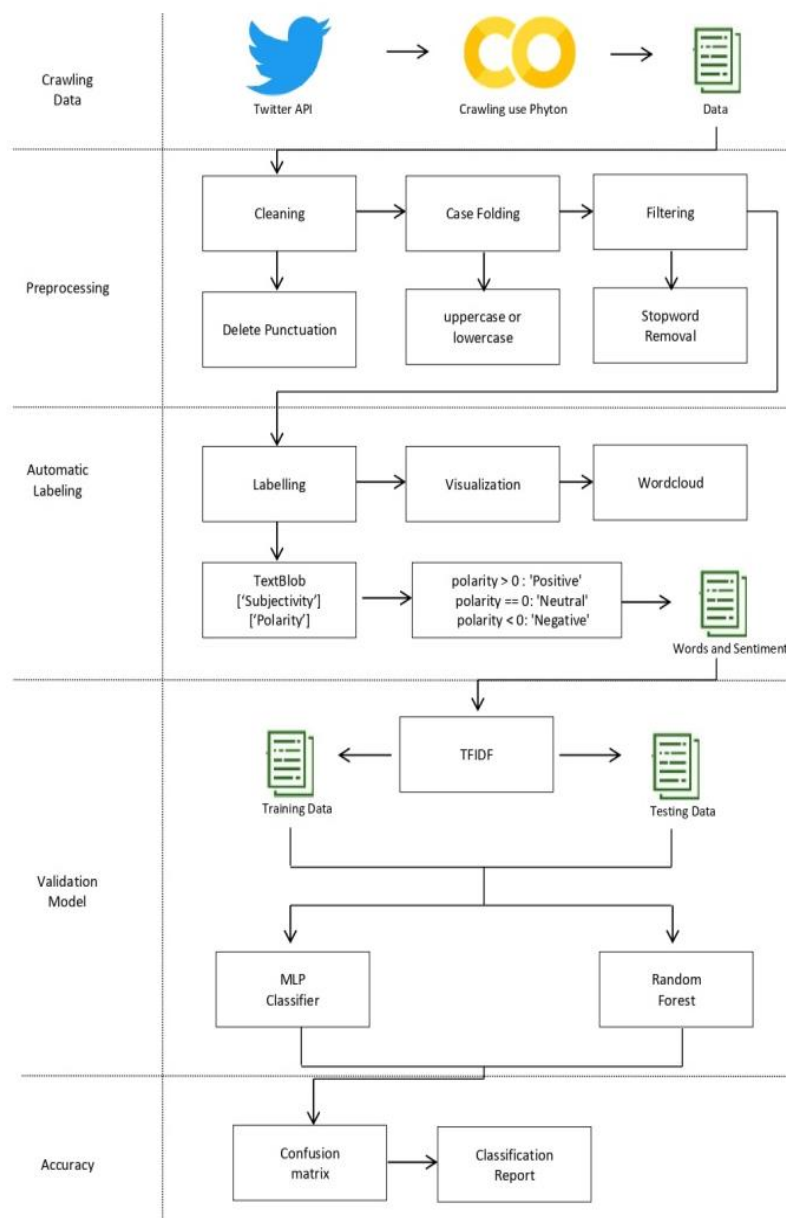 Crawling
Data
Twitter API
Crawling use Phyton
Data
Preprocessing
Cleaning
Case Folding
Filtering
Delete Punctuation
uppercase or
lowercase
Stopword
Removal
Automatic
Labeling
Labelling
Visualization
Wordcloud
TextBlob
['Subjectivity']
['Polarity']
polarity > 0 : 'Positive'
polarity == 0: 'Neutral'
polarity < 0: 'Negative'
Words and Sentiment
Validation
Model
TFIDF
Training Data
Testing Data
MLP
Classifier
Random
Forest
Accuracy
Confusion
matrix
Classification
Report